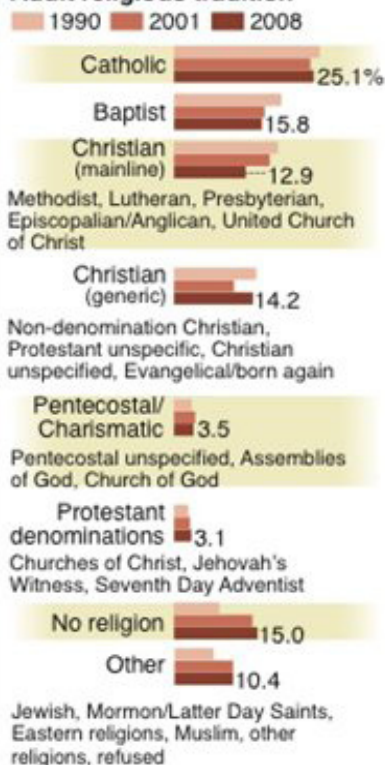 1990 2001 2008
Catholic 25.1%
Baptist 15.8
Christian
(mainline) 12.9
Methodist, Lutheran, Presbyterian,
Episcopalian/Anglican, United Church
of Christ
Christian
(generic) 14.2
Non-denomination Christian,
Protestant unspecific, Christian
unspecified, Evangelical/born again
Pentecostal/
Charismatic 3.5
Pentecostal unspecified, Assemblies
of God, Church of God
Protestant
denominations 3.1
Churches of Christ, Jehovah's
Witness, Seventh Day Adventist
No religion 15.0
Other 10.4
Jewish, Mormon/Latter Day Saints,
Eastern religions, Muslim, other
religions, refused